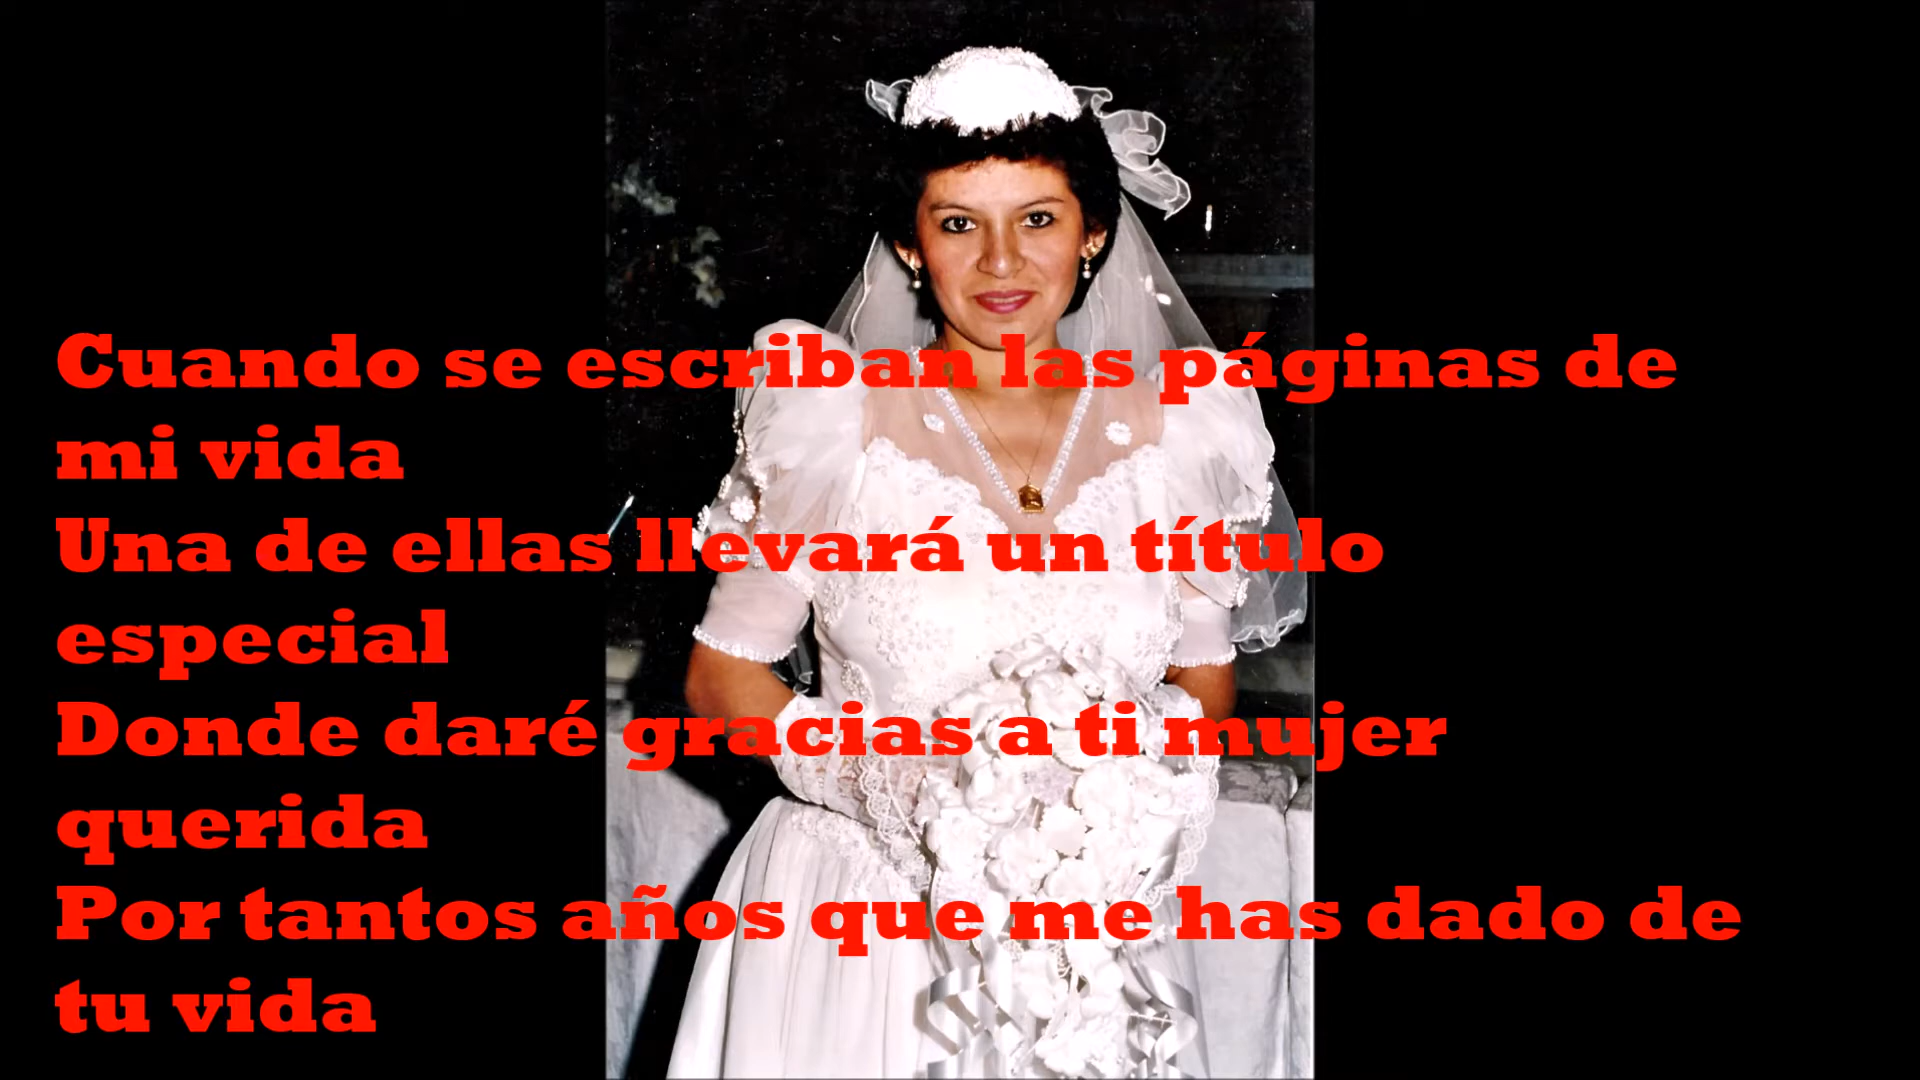 Cuando se escriban las páginas de
mi vida
Una de ellas llevará un título
especial
Donde daré gracias a ti mujer
querida
Por tantos años que me has dado de
tu vida